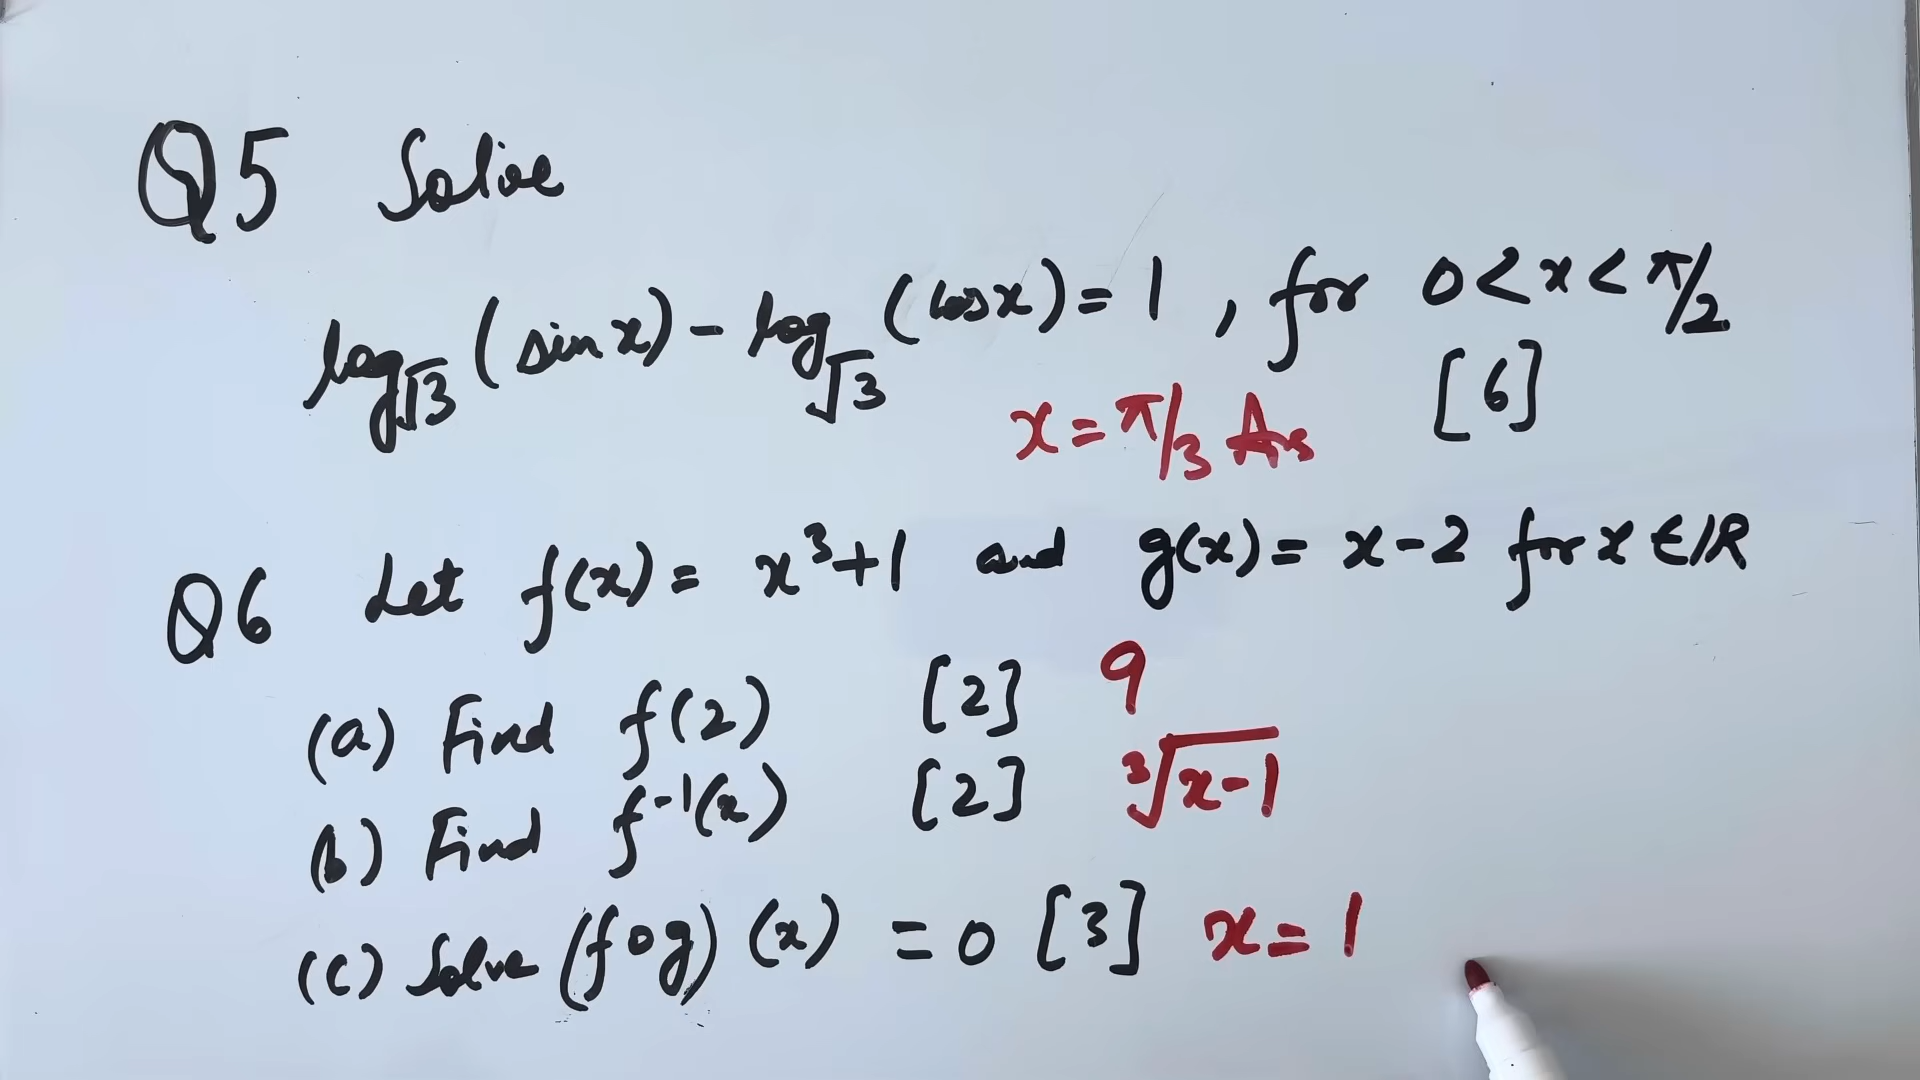 Q5 Solve
log√3 (sin x) - log√3 (cos x) = 1 , for 0 < x < π/2
[6]
x = π/3 Ans
Q6 Let f(x) = x³+1 and g(x) = x-2 for x ∈ ℝ
(a) Find f(2) [2] 9
(b) Find f⁻¹(x) [2] ∛(x-1)
(c) Solve (f∘g) (x) = 0 [3] x = 1